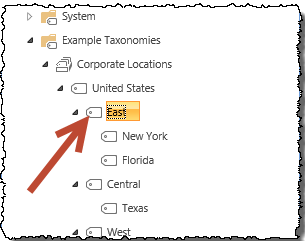 System
Example Taxonomies
Corporate Locations
United States
East
New York
Florida
Central
Texas
West